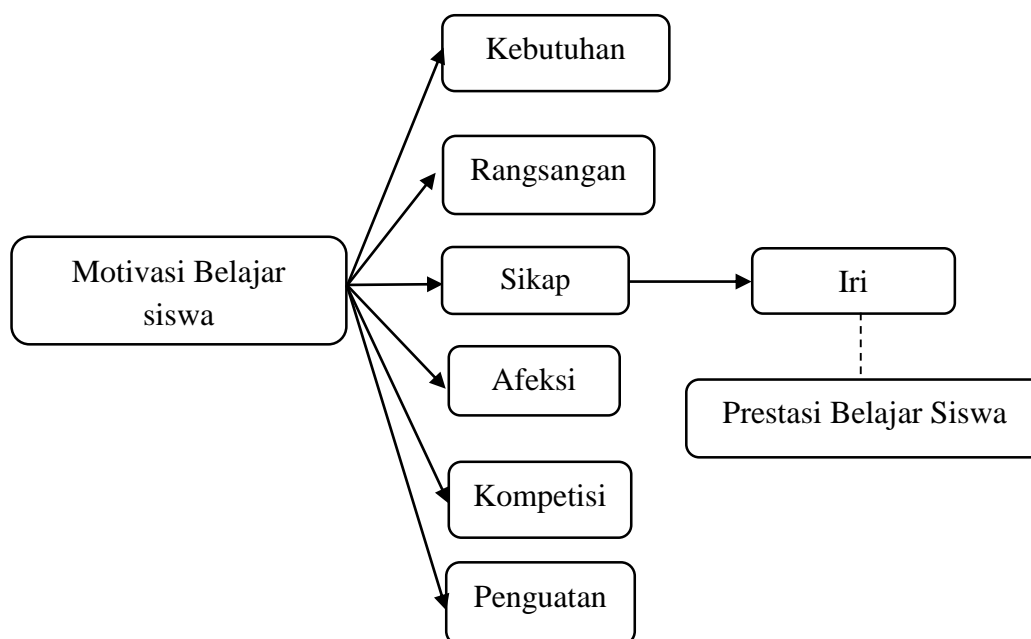 Kebutuhan
Rangsangan
Motivasi Belajar
siswa
Sikap
Iri
Afeksi
Prestasi Belajar Siswa
Kompetisi
Penguatan